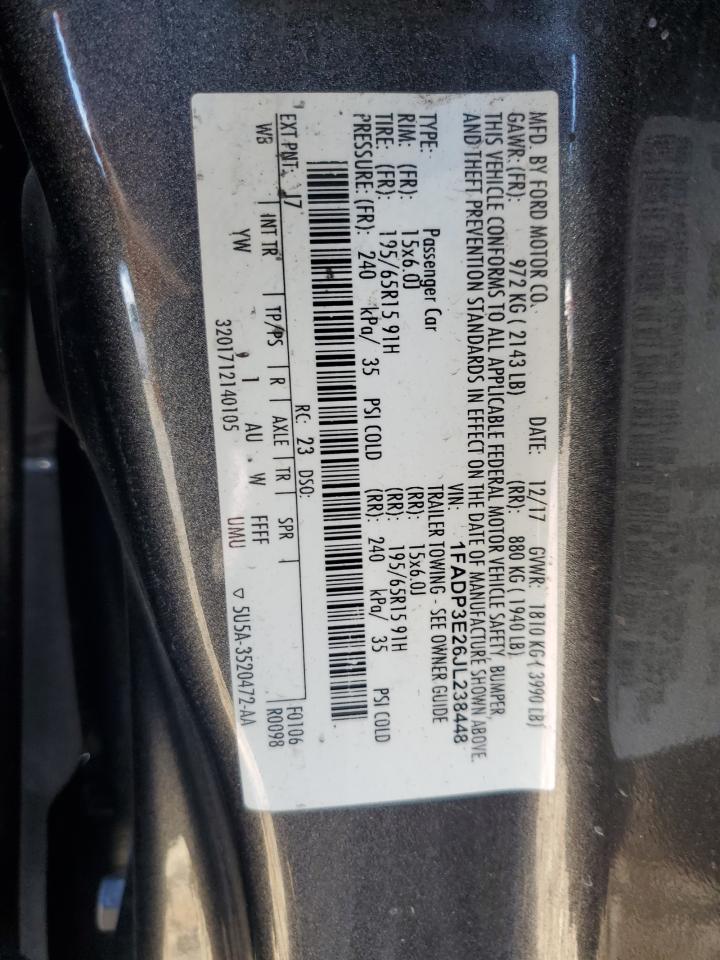 MFD. BY FORD MOTOR CO. DATE: 12/17 GVWR: 1810 KG ( 3990 LB)
GAWR: (FR): 972 KG ( 2143 LB) (RR): 880 KG ( 1940 LB)
THIS VEHICLE CONFORMS TO ALL APPLICABLE FEDERAL MOTOR VEHICLE SAFETY, BUMPER,
AND THEFT PREVENTION STANDARDS IN EFFECT ON THE DATE OF MANUFACTURE SHOWN ABOVE.
VIN: 1FADP3E26JL238448
TYPE: Passenger Car TRAILER TOWING - SEE OWNER GUIDE
RIM: (FR): 15x6.0J (RR): 15x6.0J
TIRE: (FR): 195/65R15 91H (RR): 195/65R15 91H
PRESSURE: (FR): 240 kPa/ 35 PSI COLD (RR): 240 kPa/ 35 PSI COLD
RC: 23 DSO: F0106
EXT PNT: J7 INT TR TP/PS R AXLE TR SPR R0098
WB YW 1 AU W FFFF
3201712140105 UMU ▽ 5U5A-3520472-AA